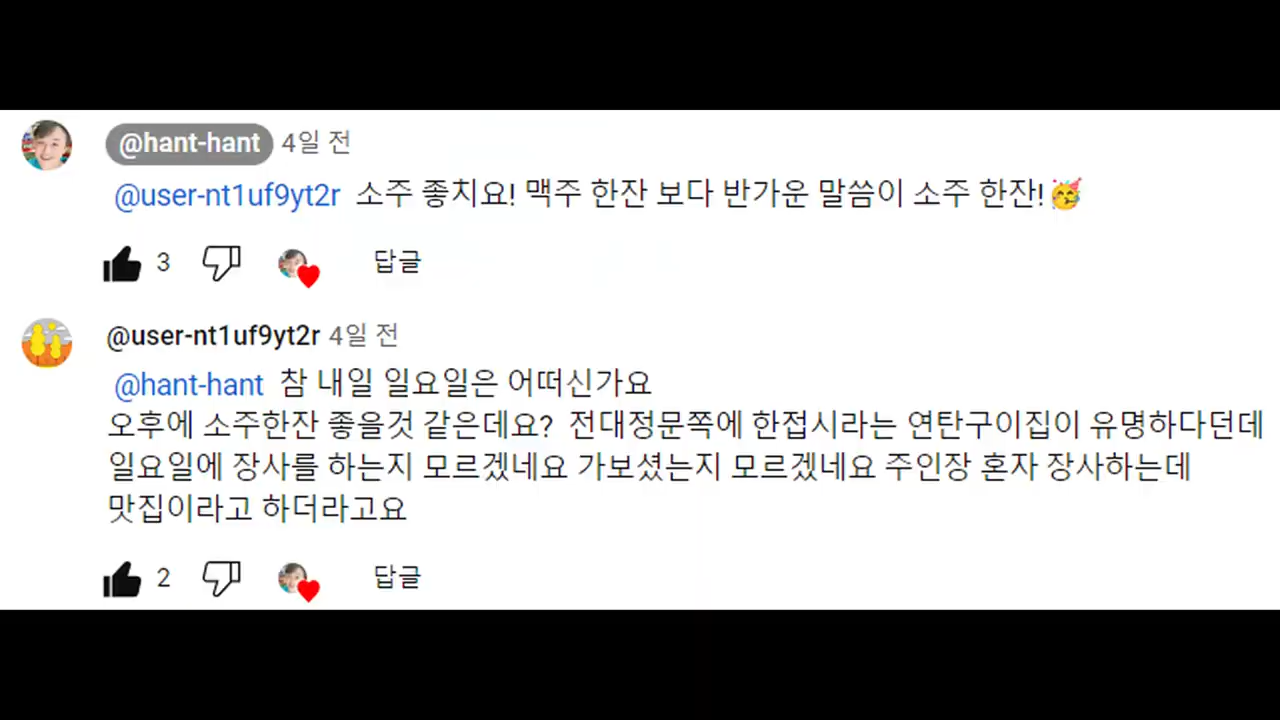 @hant-hant 4일 전
@user-nt1uf9yt2r 소주 좋치요! 맥주 한잔 보다 반가운 말씀이 소주 한잔!🥳
3 답글
@user-nt1uf9yt2r 4일 전
@hant-hant 참 내일 일요일은 어떠신가요
오후에 소주한잔 좋을것 같은데요? 전대정문쪽에 한접시라는 연탄구이집이 유명하다던데
일요일에 장사를 하는지 모르겠네요 가보셨는지 모르겠네요 주인장 혼자 장사하는데
맛집이라고 하더라고요
2 답글